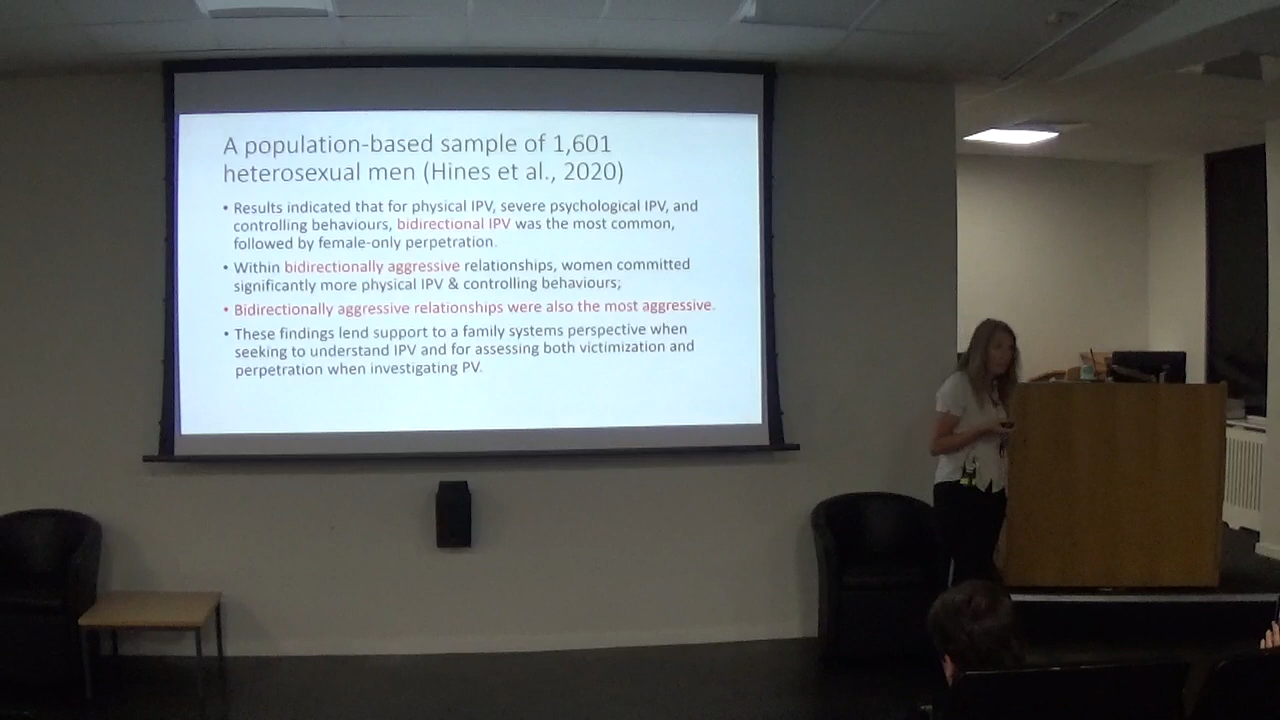 A population-based sample of 1,601
heterosexual men (Hines et al., 2020)
• Results indicated that for physical IPV, severe psychological IPV, and
controlling behaviours, bidirectional IPV was the most common,
followed by female-only perpetration.
• Within bidirectionally aggressive relationships, women committed
significantly more physical IPV & controlling behaviours;
• Bidirectionally aggressive relationships were also the most aggressive.
• These findings lend support to a family systems perspective when
seeking to understand IPV and for assessing both victimization and
perpetration when investigating PV.